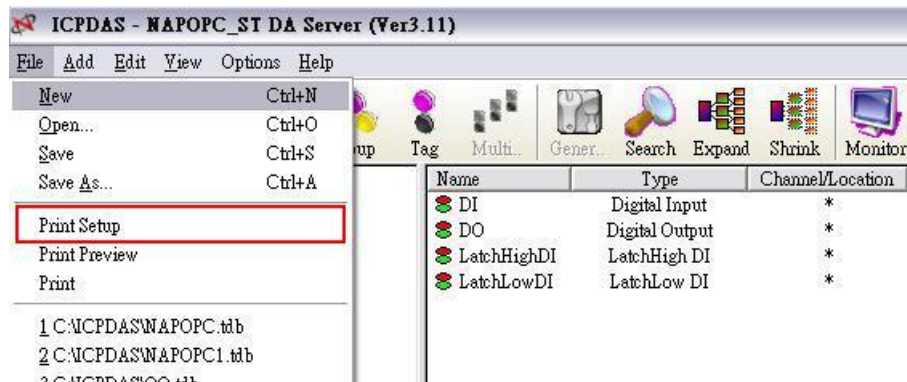 ICPDAS - NAPOPC_ST DA Server (Ver3.11)
File Add Edit View Options Help
New Ctrl+N
Open... Ctrl+O
Save Ctrl+S
Save As... Ctrl+A
Print Setup
Print Preview
Print
1 C:\ICPDAS\NAPOPC.tdb
2 C:\ICPDAS\NAPOPC1.tdb
Tag Multi.. Gener... Search Expand Shrink Monitor
Name Type Channel/Location
DI Digital Input *
DO Digital Output *
LatchHighDI LatchHigh DI *
LatchLowDI LatchLow DI *